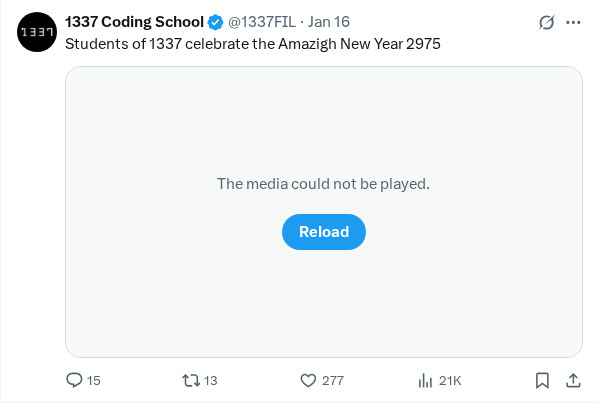 1337
1337 Coding School @1337FIL · Jan 16
Students of 1337 celebrate the Amazigh New Year 2975
The media could not be played.
Reload
15 13 277 21K